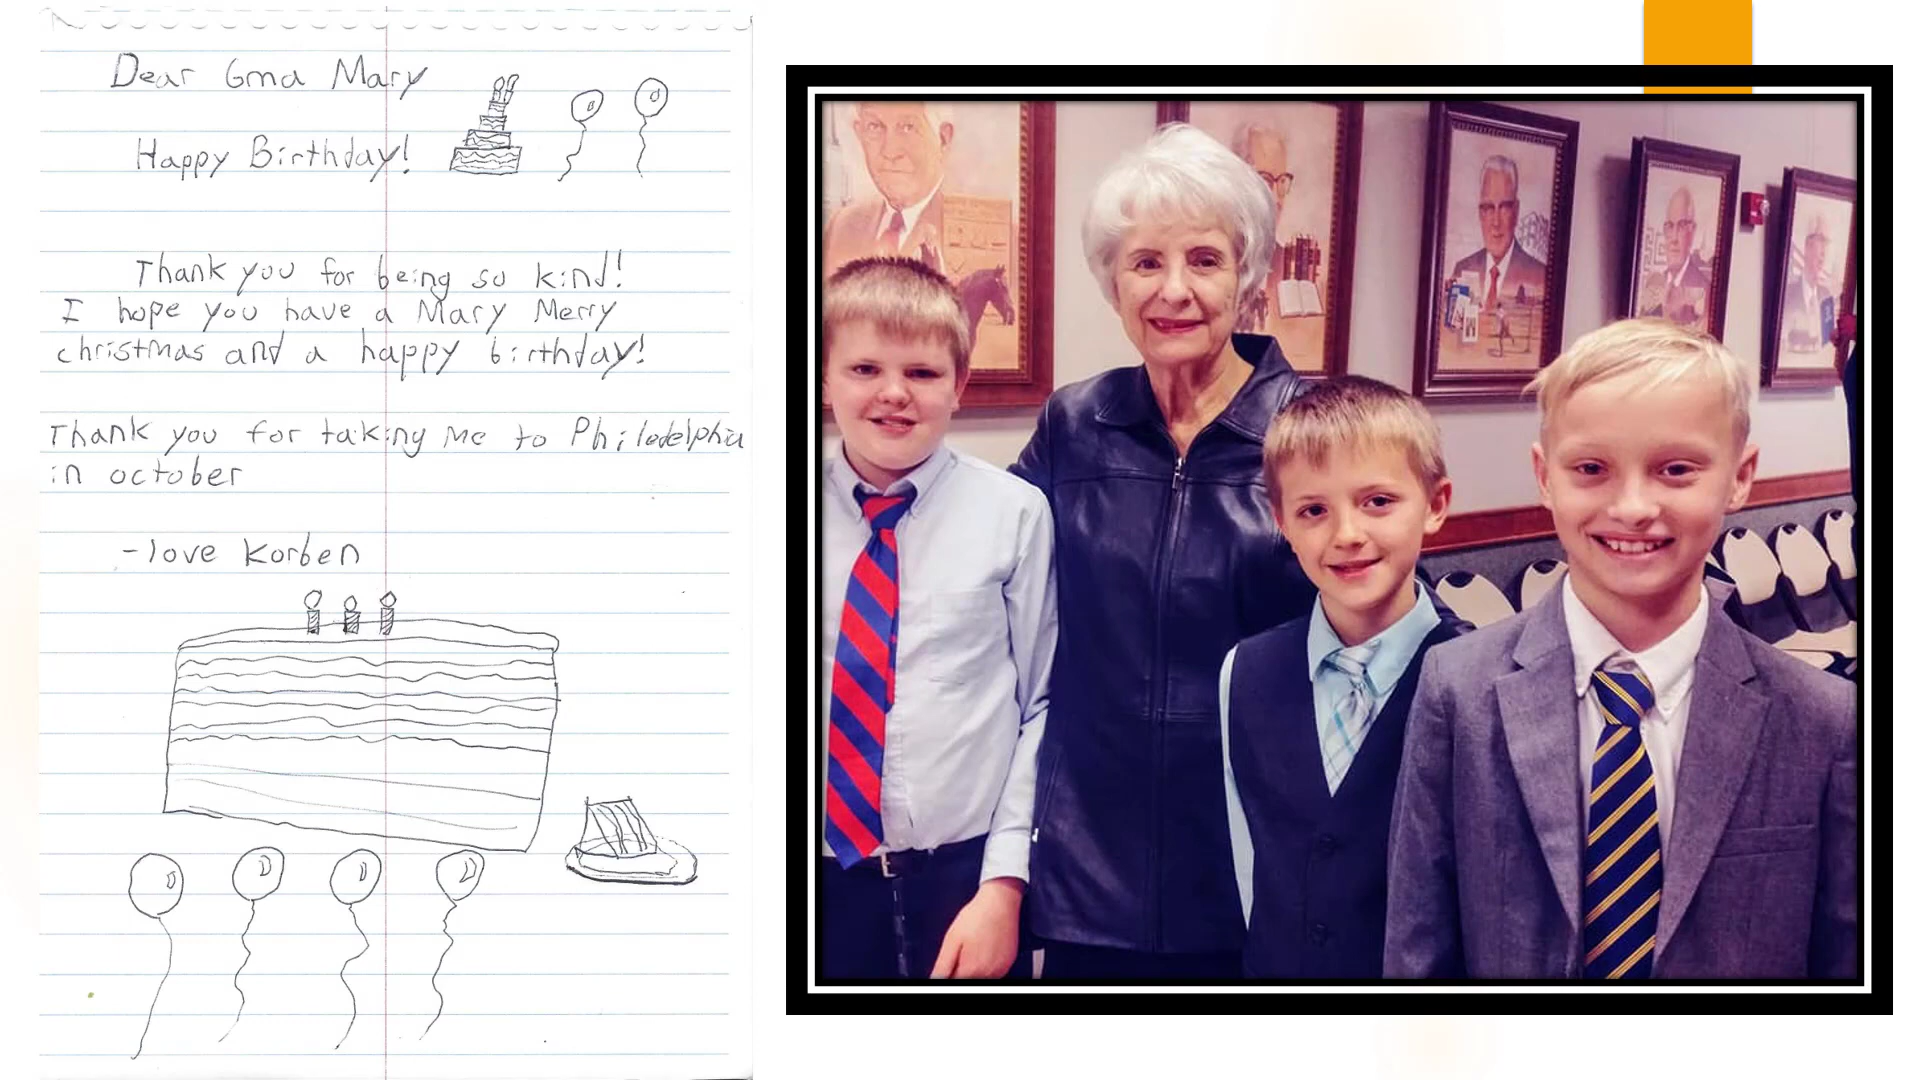 Dear Gma Mary
Happy Birthday!
Thank you for being so kind!
I hope you have a Mary Merry
christmas and a happy birthday!
Thank you for taking me to Philadelphia
in october
-love Korben